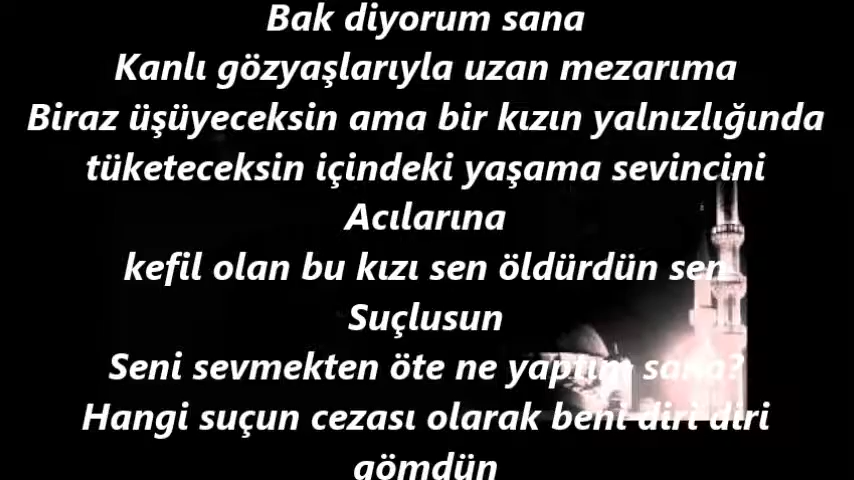 Bak diyorum sana
Kanlı gözyaşlarıyla uzan mezarıma
Biraz üşüyeceksin ama bir kızın yalnızlığında
tüketeceksin içindeki yaşama sevincini
Acılarına
kefil olan bu kızı sen öldürdün sen
Suçlusun
Seni sevmekten öte ne yaptım sana?
Hangi suçun cezası olarak beni diri diri
gömdün